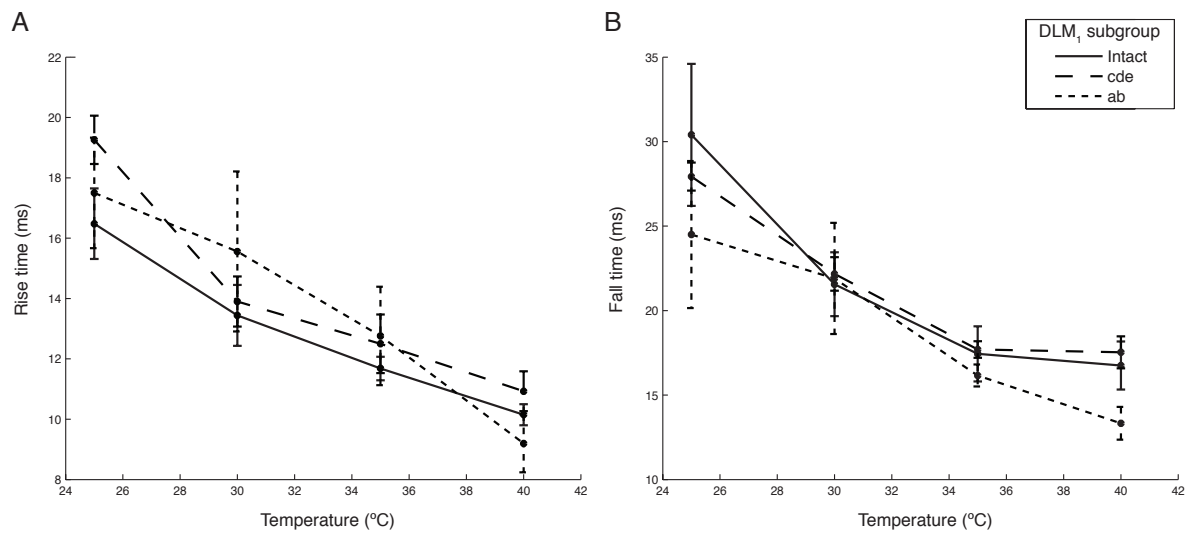 A
B
DLM1 subgroup
Intact
cde
ab
22
20
18
16
14
12
10
8
Rise time (ms)
24 26 28 30 32 34 36 38 40 42
Temperature (ºC)
35
30
25
20
15
10
Fall time (ms)
24 26 28 30 32 34 36 38 40 42
Temperature (ºC)